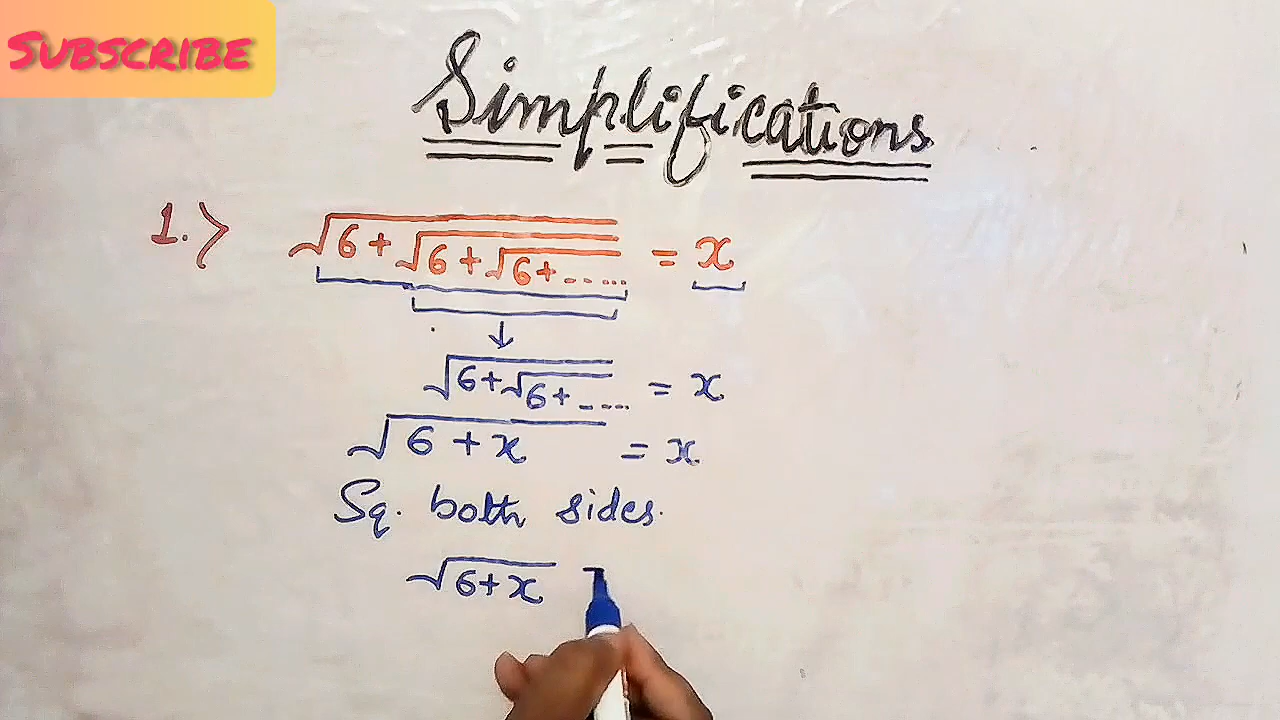 SUBSCRIBE
Simplifications
1.> √6+√6+√6+...... = x
↓
√6+√6+..... = x
√6+x = x
Sq. both sides.
√6+x =